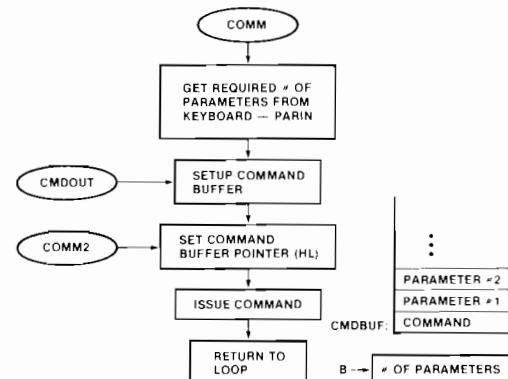 COMM
GET REQUIRED # OF
PARAMETERS FROM
KEYBOARD — PARIN
CMDOUT
SETUP COMMAND
BUFFER
COMM2
SET COMMAND
BUFFER POINTER (HL)
ISSUE COMMAND
RETURN TO
LOOP
PARAMETER #2
PARAMETER #1
CMDBUF: COMMAND
B → # OF PARAMETERS